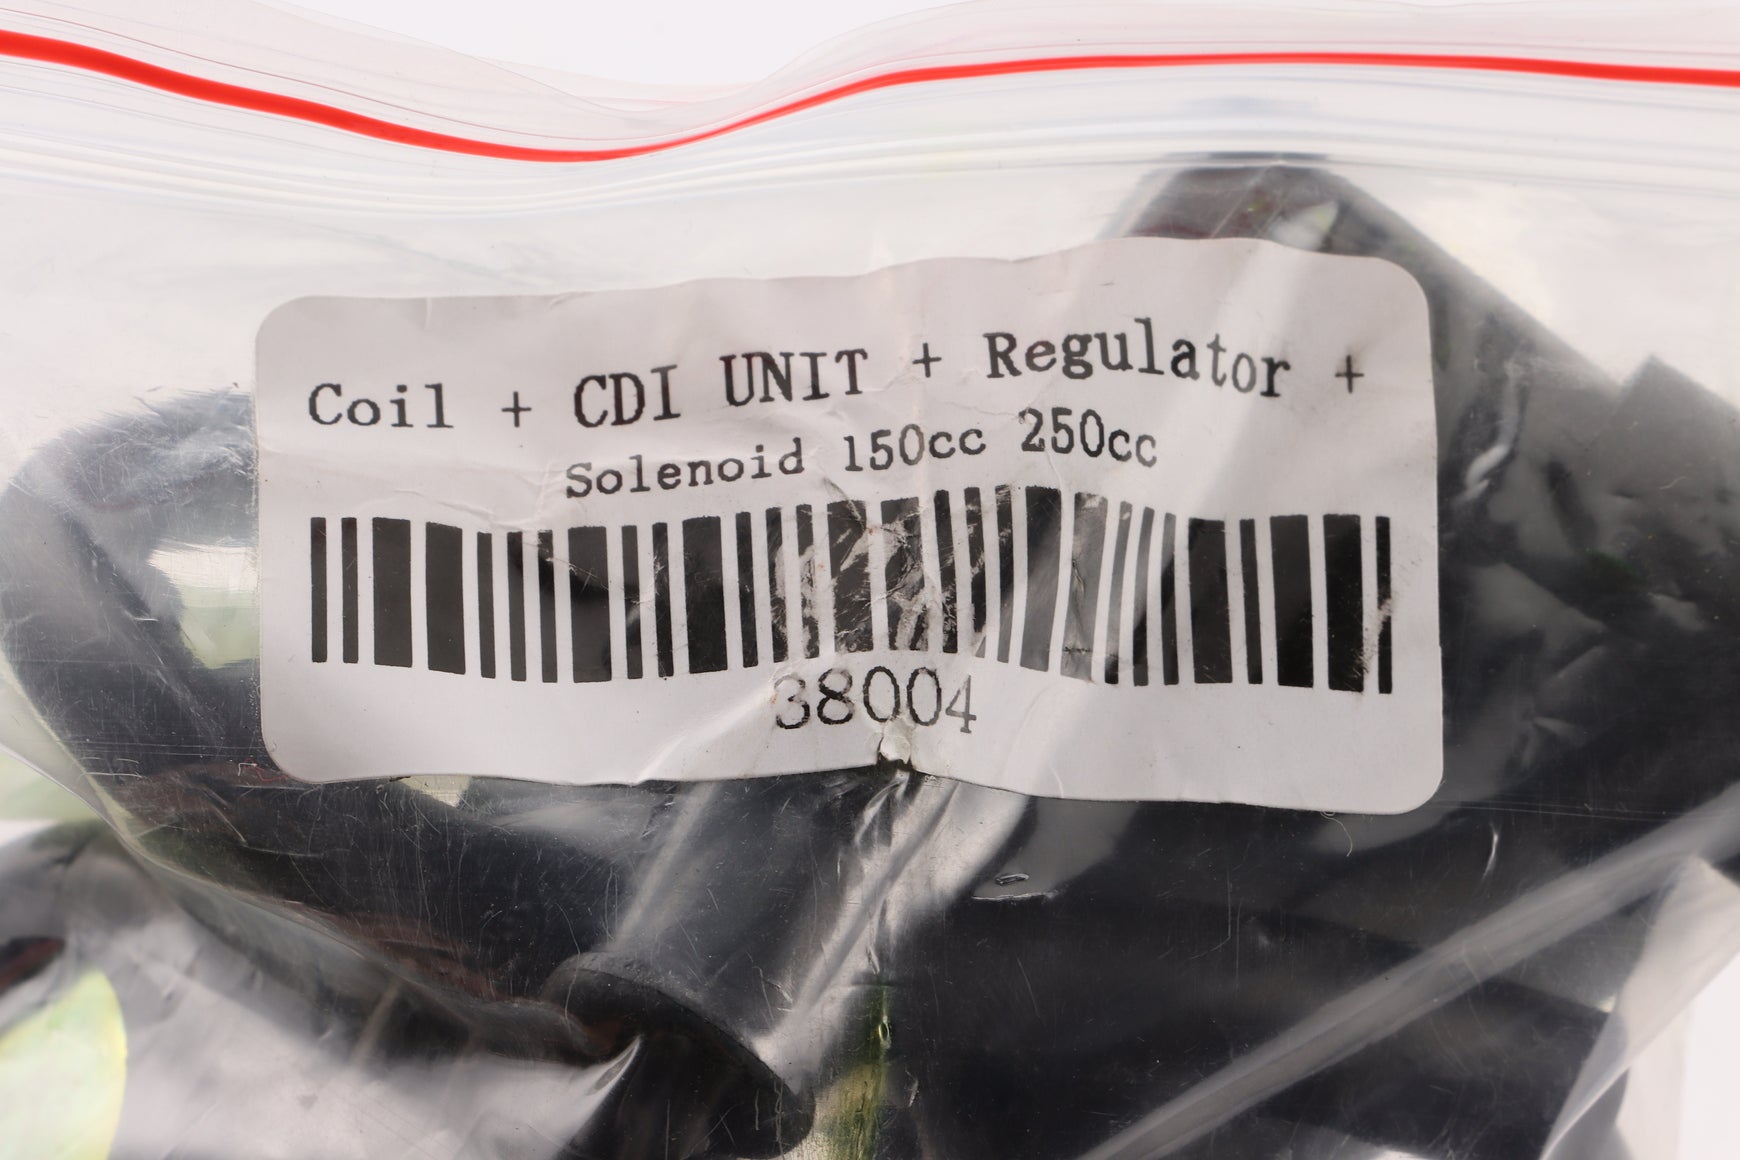 Coil + CDI UNIT + Regulator +
Solenoid 150cc 250cc
38004